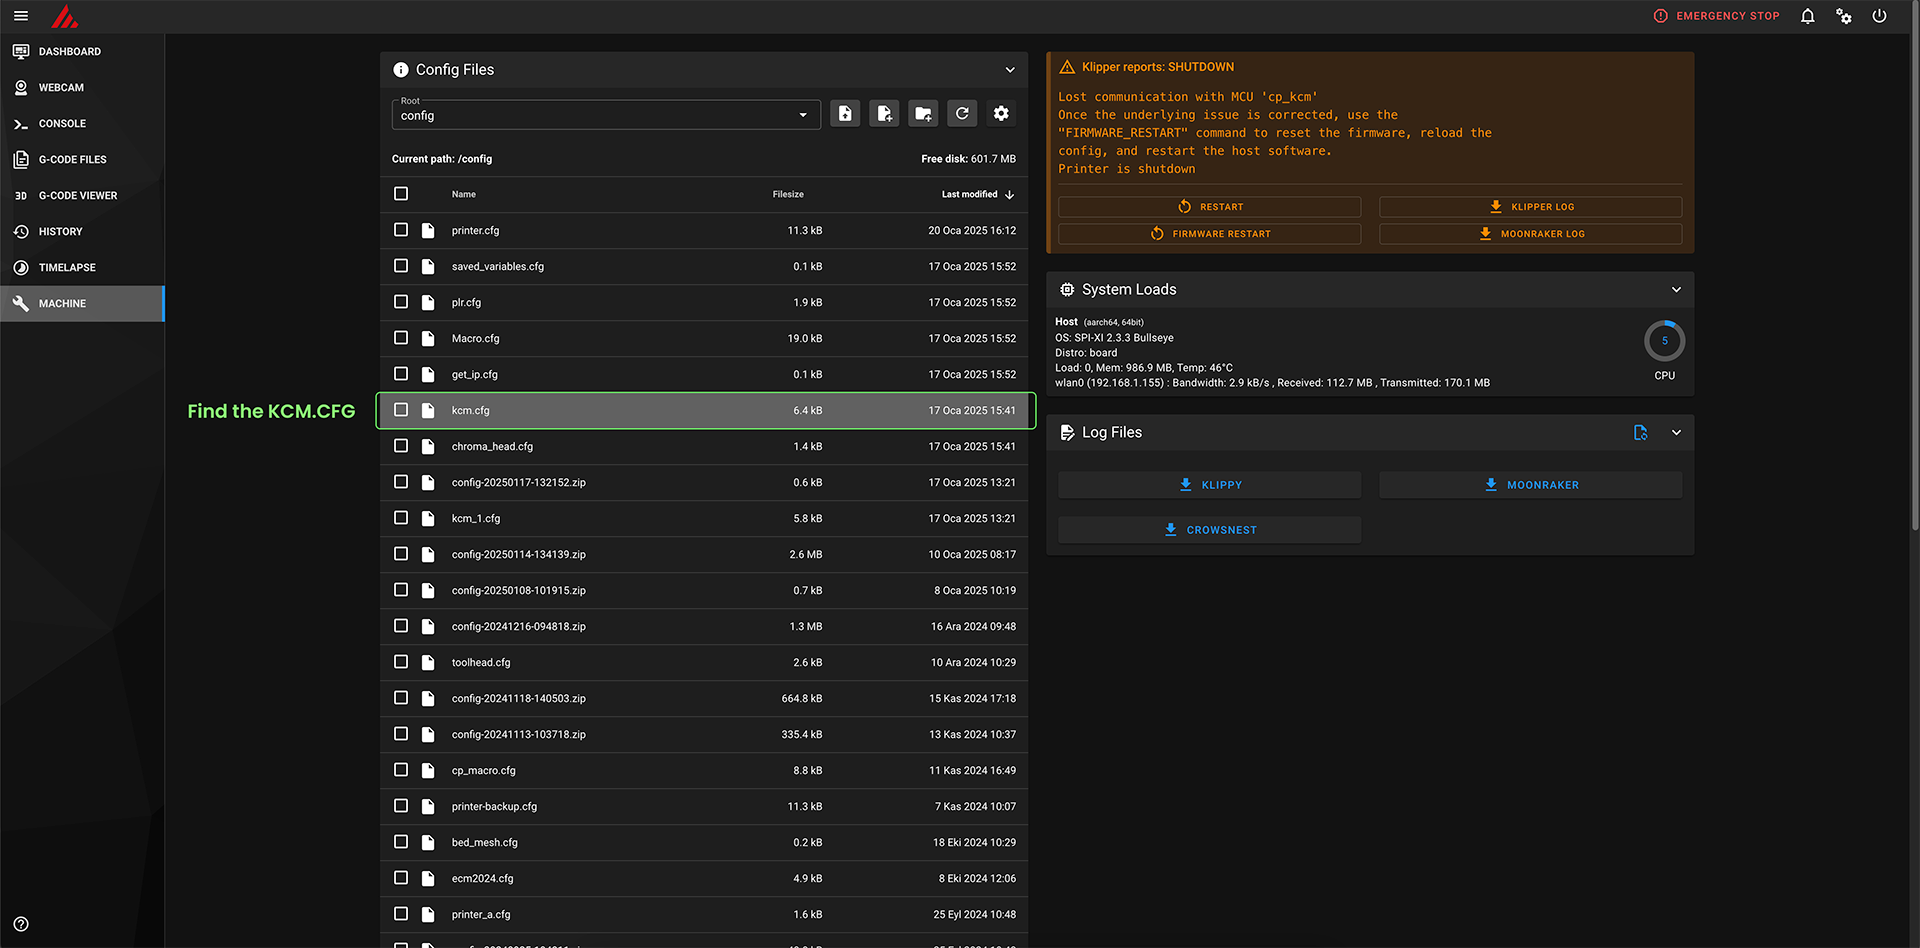 EMERGENCY STOP
DASHBOARD
WEBCAM
CONSOLE
G-CODE FILES
3D G-CODE VIEWER
HISTORY
TIMELAPSE
MACHINE
Find the KCM.CFG
Config Files
Root
config
Current path: /config
Free disk: 601.7 MB
Name Filesize Last modified
printer.cfg 11.3 kB 20 Oca 2025 16:12
saved_variables.cfg 0.1 kB 17 Oca 2025 15:52
plr.cfg 1.9 kB 17 Oca 2025 15:52
Macro.cfg 19.0 kB 17 Oca 2025 15:52
get_ip.cfg 0.1 kB 17 Oca 2025 15:52
kcm.cfg 6.4 kB 17 Oca 2025 15:41
chroma_head.cfg 1.4 kB 17 Oca 2025 15:41
config-20250117-132152.zip 0.6 kB 17 Oca 2025 13:21
kcm_1.cfg 5.8 kB 17 Oca 2025 13:21
config-20250114-134139.zip 2.6 MB 10 Oca 2025 08:17
config-20250108-101915.zip 0.7 kB 8 Oca 2025 10:19
config-20241216-094818.zip 1.3 MB 16 Ara 2024 09:48
toolhead.cfg 2.6 kB 10 Ara 2024 10:29
config-20241118-140503.zip 664.8 kB 15 Kas 2024 17:18
config-20241113-103718.zip 335.4 kB 13 Kas 2024 10:37
cp_macro.cfg 8.8 kB 11 Kas 2024 16:49
printer-backup.cfg 11.3 kB 7 Kas 2024 10:07
bed_mesh.cfg 0.2 kB 18 Eki 2024 10:29
ecm2024.cfg 4.9 kB 8 Eki 2024 12:06
printer_a.cfg 1.6 kB 25 Eyl 2024 10:48
Klipper reports: SHUTDOWN
Lost communication with MCU 'cp_kcm'
Once the underlying issue is corrected, use the
"FIRMWARE_RESTART" command to reset the firmware, reload the
config, and restart the host software.
Printer is shutdown
RESTART
KLIPPER LOG
FIRMWARE RESTART
MOONRAKER LOG
System Loads
Host (aarch64, 64bit)
OS: SPI-XI 2.3.3 Bullseye
Distro: board
Load: 0, Mem: 986.9 MB, Temp: 46°C
wlan0 (192.168.1.155) : Bandwidth: 2.9 kB/s , Received: 112.7 MB , Transmitted: 170.1 MB
5
CPU
Log Files
KLIPPY
MOONRAKER
CROWSNEST